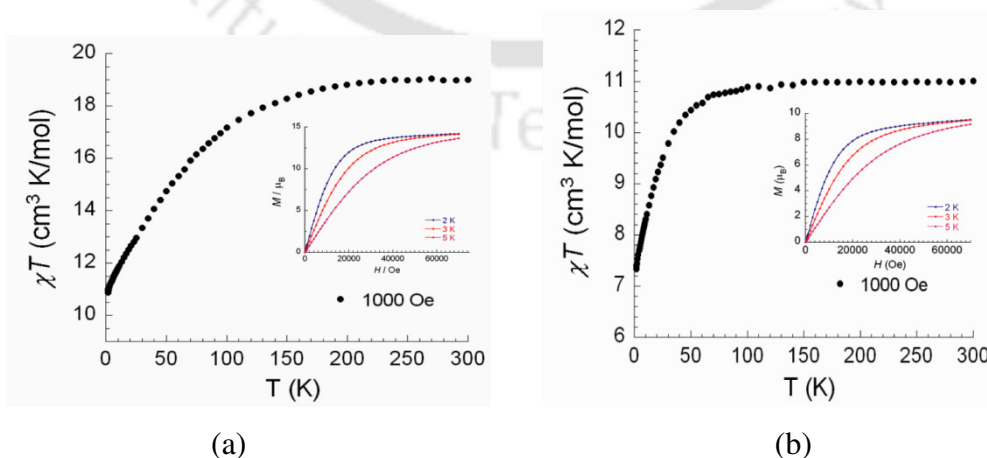 20
18
16
14
12
10
χT (cm³ K/mol)
0 50 100 150 200 250 300
T (K)
15
10
5
0
M / μB
0 20000 40000 60000
H / Oe
2 K
3 K
5 K
1000 Oe
(a)
12
11
10
9
8
7
6
χT (cm³ K/mol)
0 50 100 150 200 250 300
T (K)
10
8
6
4
2
0
M (μB)
0 20000 40000 60000
H (Oe)
2 K
3 K
5 K
1000 Oe
(b)